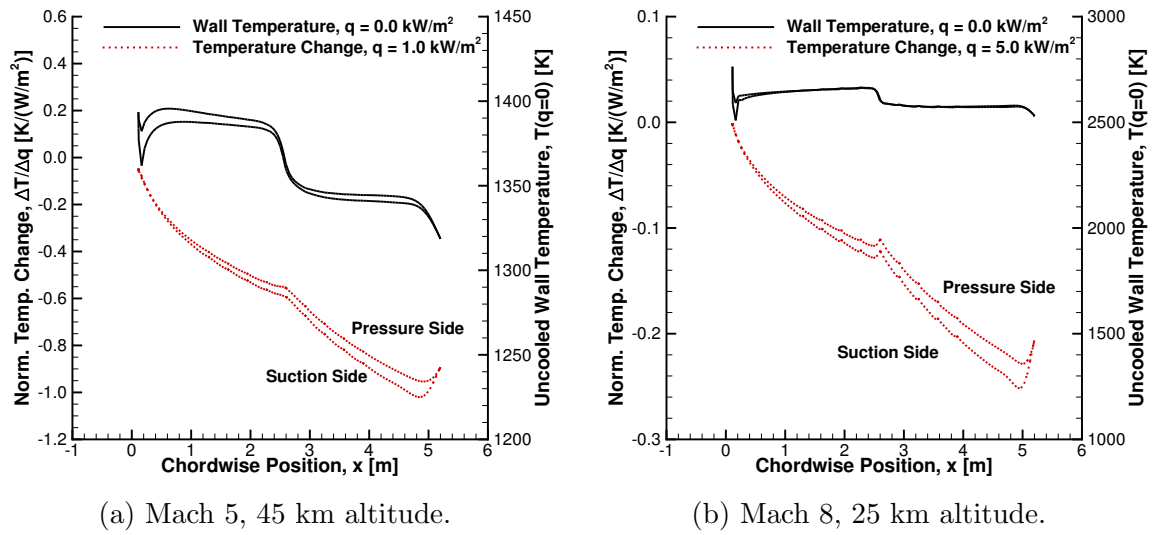 Wall Temperature, q = 0.0 kW/m²
Temperature Change, q = 1.0 kW/m²
Norm. Temp. Change, ΔT/Δq [K/(W/m²)]
0.6
0.4
0.2
0.0
-0.2
-0.4
-0.6
-0.8
-1.0
-1.2
Uncooled Wall Temperature, T(q=0) [K]
1450
1400
1350
1300
1250
1200
Pressure Side
Suction Side
-1 0 1 2 3 4 5 6
Chordwise Position, x [m]
(a) Mach 5, 45 km altitude.
Wall Temperature, q = 0.0 kW/m²
Temperature Change, q = 5.0 kW/m²
Norm. Temp. Change, ΔT/Δq [K/(W/m²)]
0.1
0.0
-0.1
-0.2
-0.3
Uncooled Wall Temperature, T(q=0) [K]
3000
2500
2000
1500
1000
Pressure Side
Suction Side
-1 0 1 2 3 4 5 6
Chordwise Position, x [m]
(b) Mach 8, 25 km altitude.